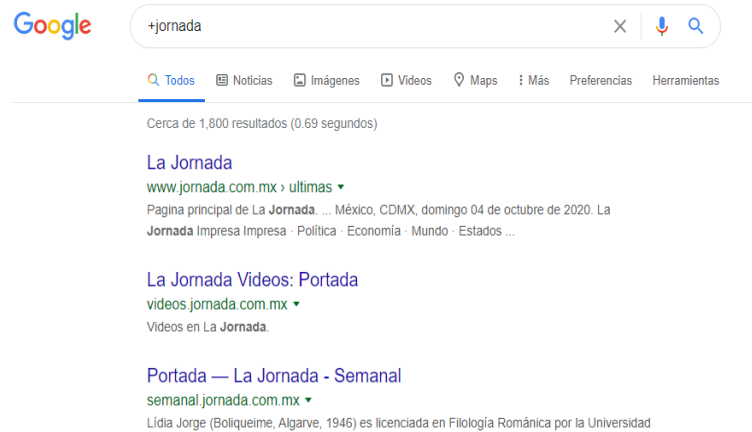 Google
+jornada
Todos Noticias Imágenes Videos Maps Más Preferencias Herramientas
Cerca de 1,800 resultados (0.69 segundos)
La Jornada
www.jornada.com.mx › ultimas
Pagina principal de La Jornada. ... México, CDMX, domingo 04 de octubre de 2020. La
Jornada Impresa Impresa · Política · Economía · Mundo · Estados ...
La Jornada Videos: Portada
videos.jornada.com.mx
Videos en La Jornada.
Portada — La Jornada - Semanal
semanal.jornada.com.mx
Lídia Jorge (Boliqueime, Algarve, 1946) es licenciada en Filología Románica por la Universidad